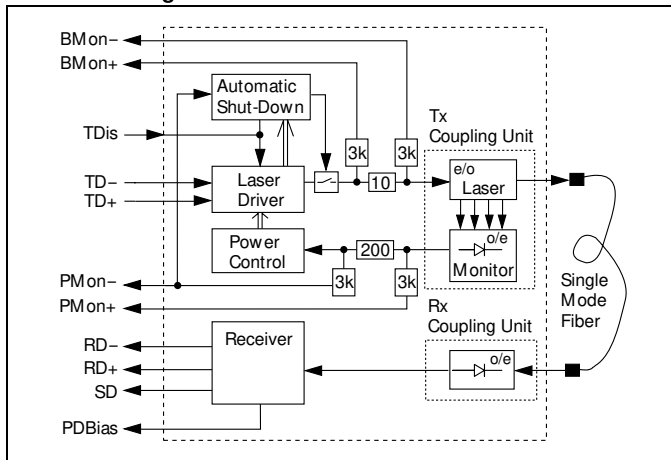 BMon−
BMon+
Automatic
Shut-Down
TDis
Tx
Coupling Unit
3k
3k
TD−
TD+
Laser
Driver
10
e/o
Laser
Power
Control
200
o/e
Monitor
PMon−
PMon+
3k
3k
Single
Mode
Fiber
Rx
Coupling Unit
RD−
RD+
SD
Receiver
o/e
PDBias